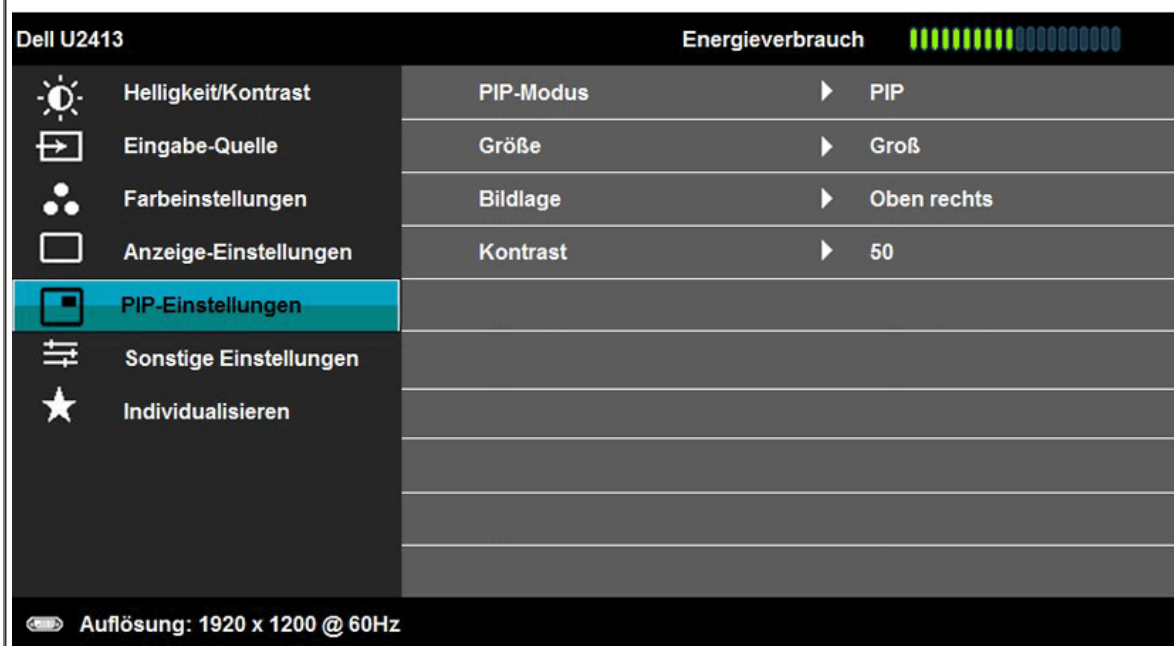 Dell U2413 Energieverbrauch
Helligkeit/Kontrast PIP-Modus PIP
Eingabe-Quelle Größe Groß
Farbeinstellungen Bildlage Oben rechts
Anzeige-Einstellungen Kontrast 50
PIP-Einstellungen
Sonstige Einstellungen
Individualisieren
Auflösung: 1920 x 1200 @ 60Hz